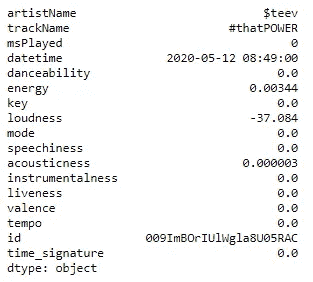 artistName $teev
trackName #thatPOWER
msPlayed 0
datetime 2020-05-12 08:49:00
danceability 0.0
energy 0.00344
key 0.0
loudness -37.084
mode 0.0
speechiness 0.0
acousticness 0.000003
instrumentalness 0.0
liveness 0.0
valence 0.0
tempo 0.0
id 009ImBOrIUlWgla8U05RAC
time_signature 0.0
dtype: object